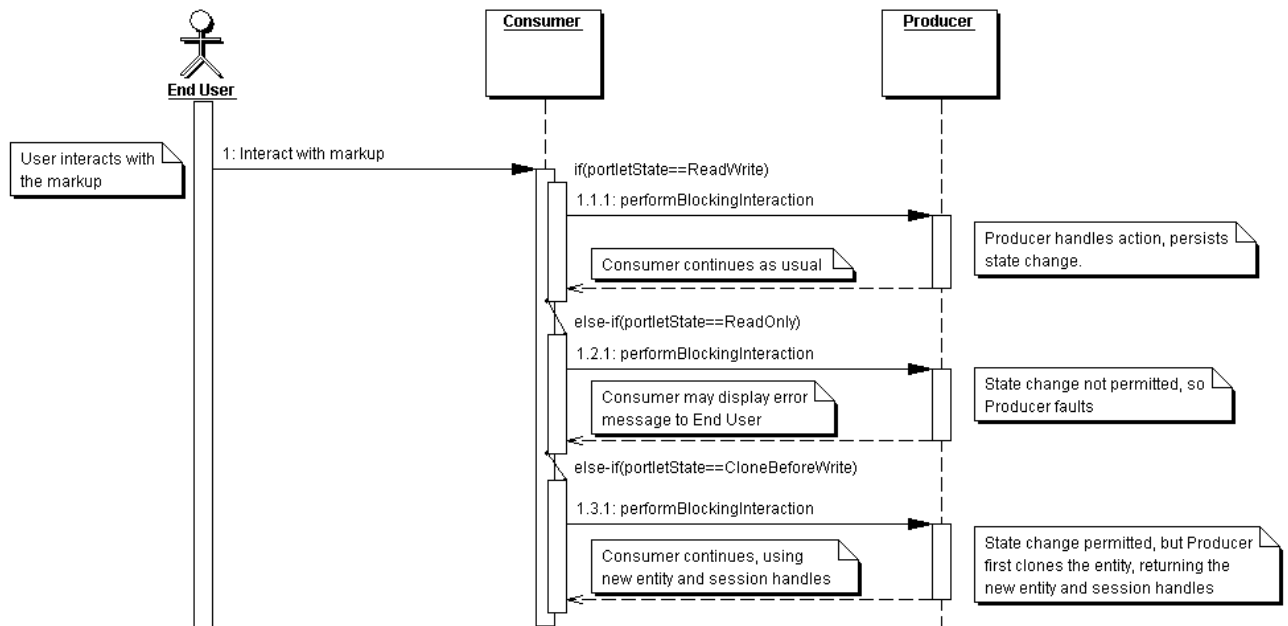 Consumer
Producer
End User
User interacts with
the markup
1: Interact with markup
if(portletState==ReadWrite)
1.1.1: performBlockingInteraction
Producer handles action, persists
state change.
Consumer continues as usual
else-if(portletState==ReadOnly)
1.2.1: performBlockingInteraction
State change not permitted, so
Producer faults
Consumer may display error
message to End User
else-if(portletState==CloneBeforeWrite)
1.3.1: performBlockingInteraction
State change permitted, but Producer
first clones the entity, returning the
new entity and session handles
Consumer continues, using
new entity and session handles